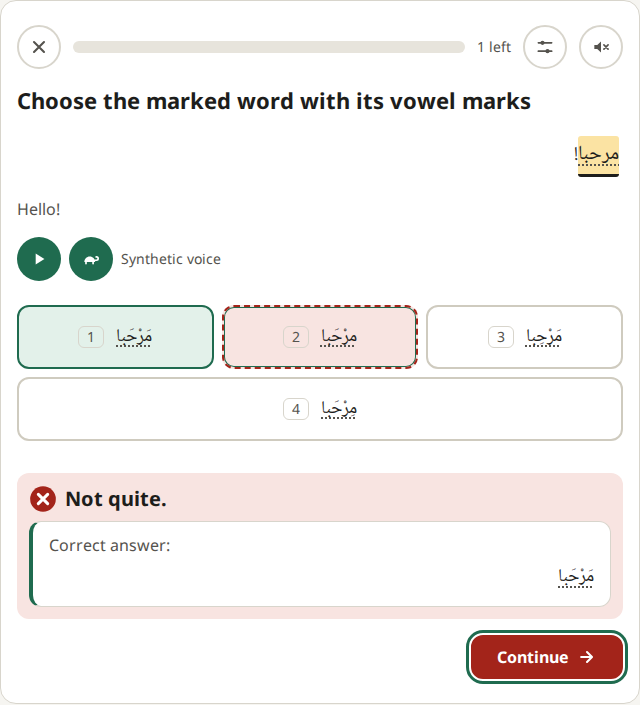 1 left
Choose the marked word with its vowel marks
مرحبا!
Hello!
Synthetic voice
1 مَرْحَبا
2 مِرْحَبا
3 مَرْحِبا
4 مِرْحَبا
Not quite.
Correct answer:
مَرْحَبا
Continue →